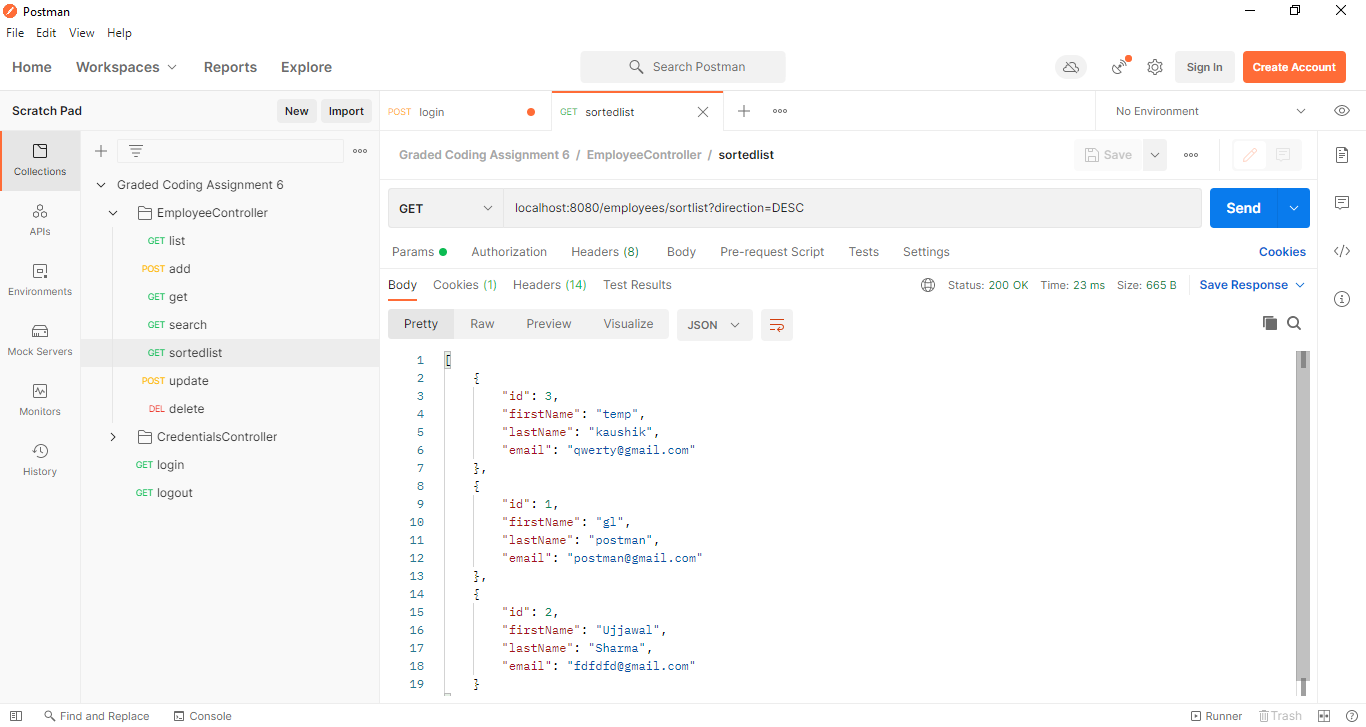 Postman
File Edit View Help
Home Workspaces Reports Explore Search Postman Sign In Create Account
Scratch Pad New Import
POST login GET sortedlist No Environment
Collections
APIs
Environments
Mock Servers
Monitors
History
Graded Coding Assignment 6
EmployeeController
GET list
POST add
GET get
GET search
GET sortedlist
POST update
DEL delete
CredentialsController
GET login
GET logout
Graded Coding Assignment 6 / EmployeeController / sortedlist Save
GET localhost:8080/employees/sortlist?direction=DESC Send
Params Authorization Headers (8) Body Pre-request Script Tests Settings Cookies
Body Cookies (1) Headers (14) Test Results Status: 200 OK Time: 23 ms Size: 665 B Save Response
Pretty Raw Preview Visualize JSON
1 [
2 {
3 "id": 3,
4 "firstName": "temp",
5 "lastName": "kaushik",
6 "email": "qwerty@gmail.com"
7 },
8 {
9 "id": 1,
10 "firstName": "gl",
11 "lastName": "postman",
12 "email": "postman@gmail.com"
13 },
14 {
15 "id": 2,
16 "firstName": "Ujjawal",
17 "lastName": "Sharma",
18 "email": "fdfdfd@gmail.com"
19 }
Find and Replace Console Runner Trash